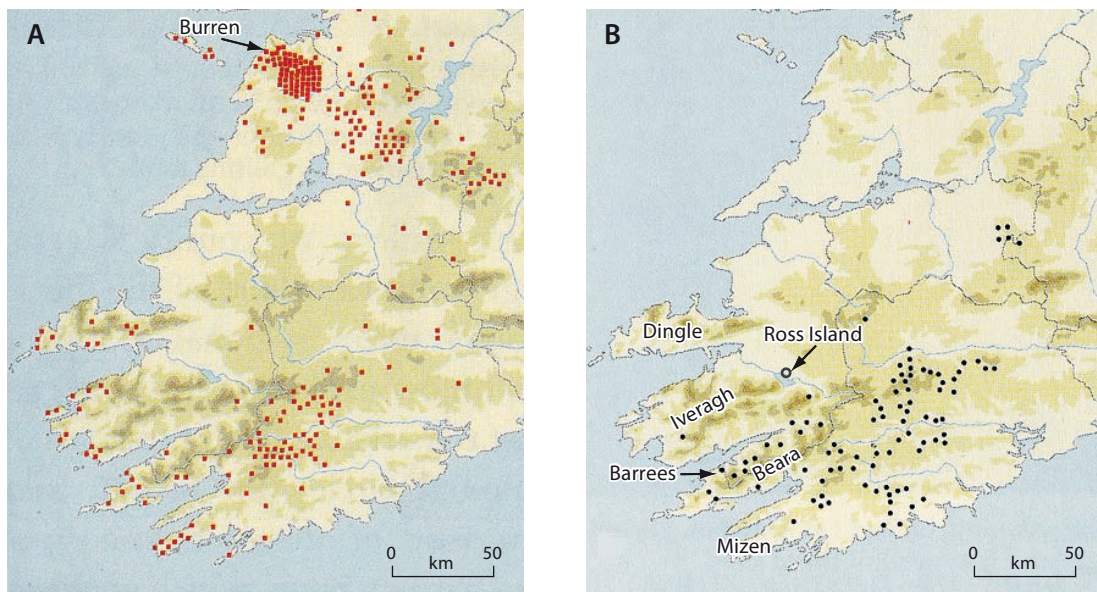 A
Burren
0 50
km
B
Dingle
Ross Island
Iveragh
Barrees
Beara
Mizen
0 50
km